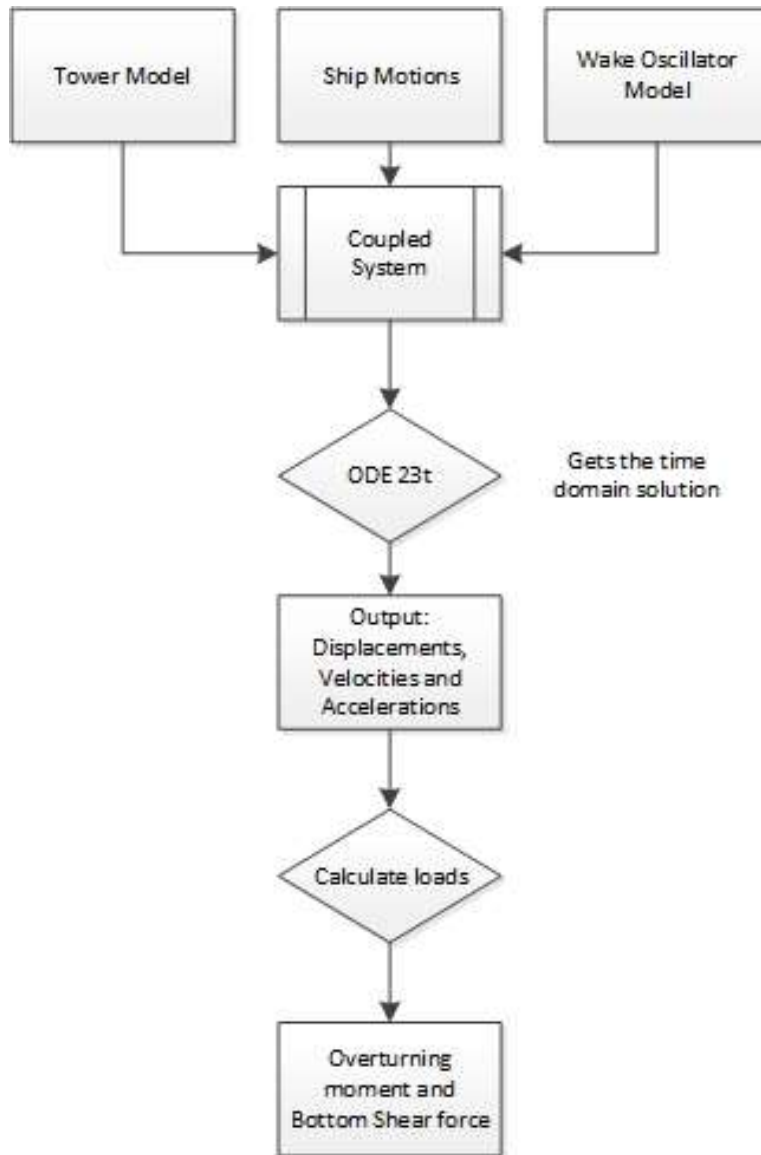 Tower Model
Ship Motions
Wake Oscillator
Model
Coupled
System
ODE 23t
Gets the time
domain solution
Output:
Displacements,
Velocities and
Accelerations
Calculate loads
Overturning
moment and
Bottom Shear force